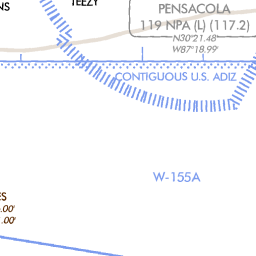 TEEZY
PENSACOLA
119 NPA (L) (117.2)
N30°21.48'
W87°18.99'
CONTIGUOUS U.S. ADIZ
W-155A